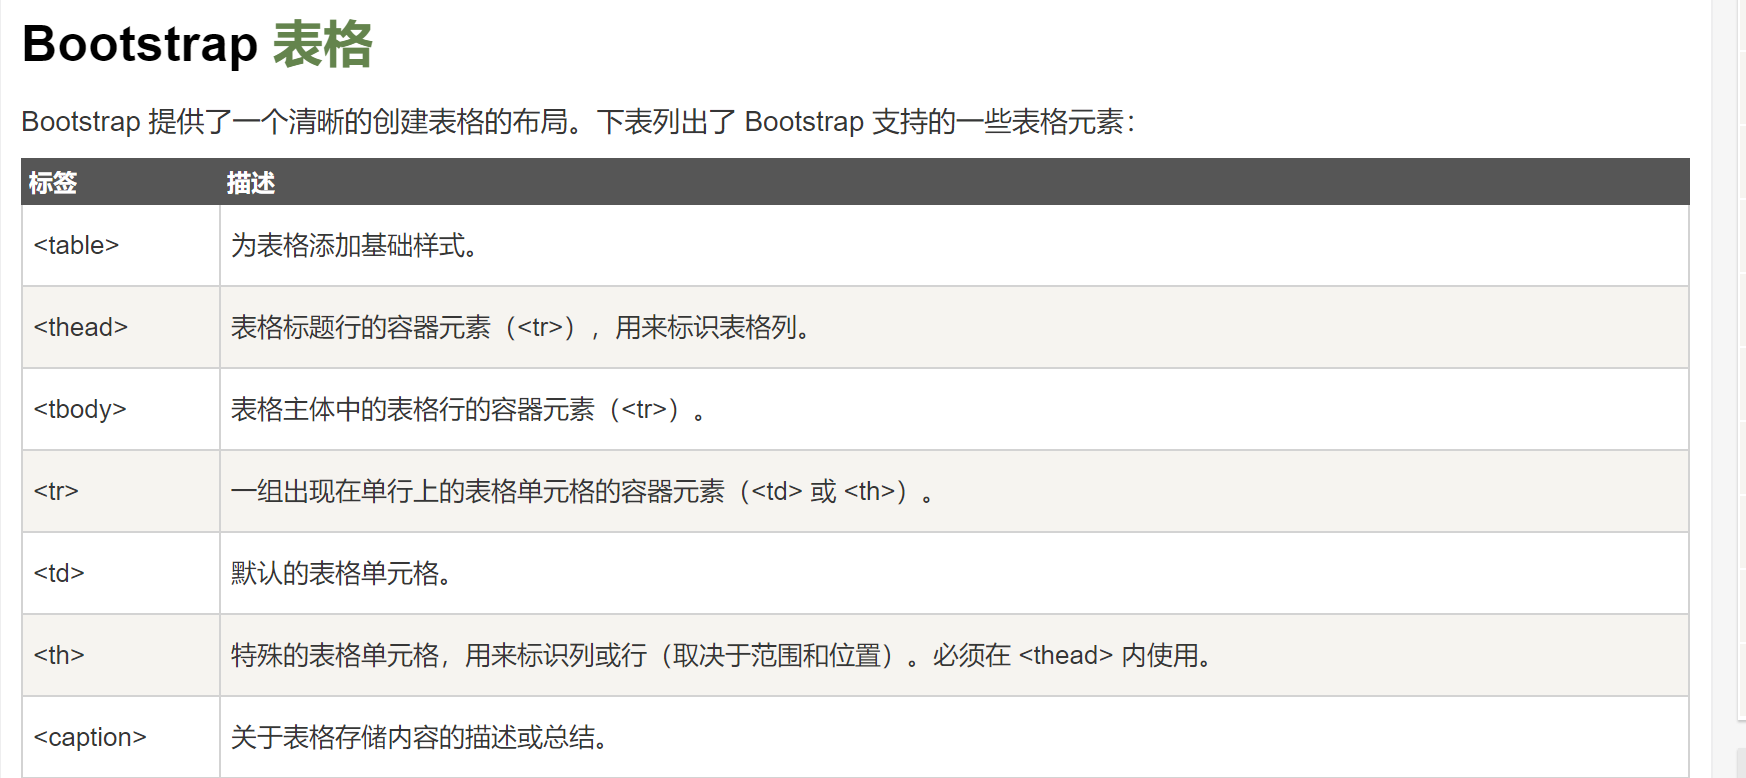 Bootstrap 表格
Bootstrap 提供了一个清晰的创建表格的布局。下表列出了 Bootstrap 支持的一些表格元素：
标签 描述
<table> 为表格添加基础样式。
<thead> 表格标题行的容器元素（<tr>），用来标识表格列。
<tbody> 表格主体中的表格行的容器元素（<tr>）。
<tr> 一组出现在单行上的表格单元格的容器元素（<td> 或 <th>）。
<td> 默认的表格单元格。
<th> 特殊的表格单元格，用来标识列或行（取决于范围和位置）。必须在 <thead> 内使用。
<caption> 关于表格存储内容的描述或总结。